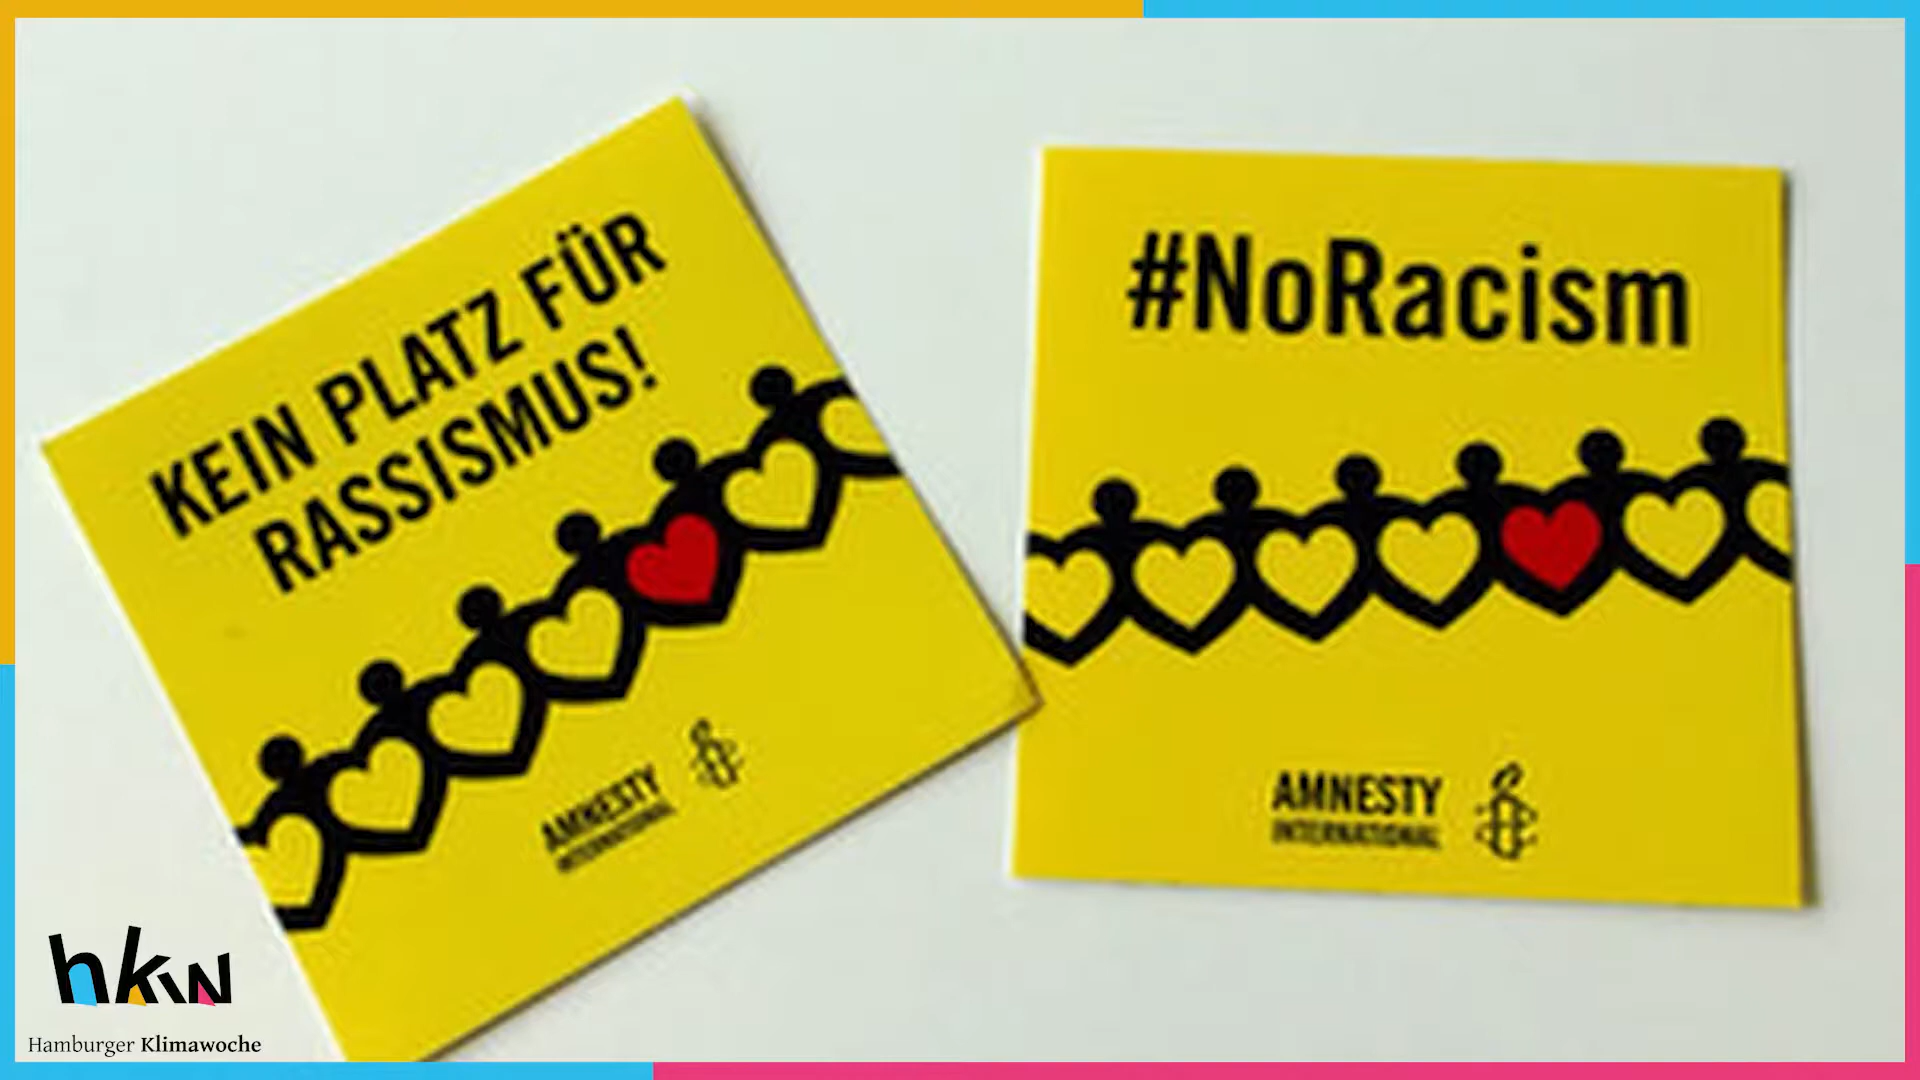 KEIN PLATZ FÜR
RASSISMUS!
AMNESTY
INTERNATIONAL
#NoRacism
AMNESTY
INTERNATIONAL
hkw
Hamburger Klimawoche